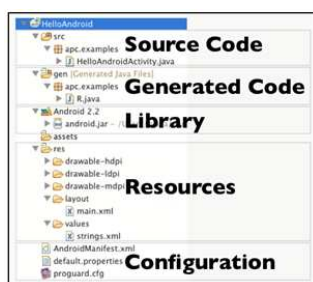 HelloAndroid
src
apc.examples
Source Code
HelloAndroidActivity.java
gen [Generated Java Files]
apc.examples
Generated Code
R.java
Android 2.2
Library
android.jar -
assets
res
drawable-hdpi
drawable-ldpi
drawable-mdpi
Resources
layout
main.xml
values
strings.xml
AndroidManifest.xml
default.properties
Configuration
proguard.cfg